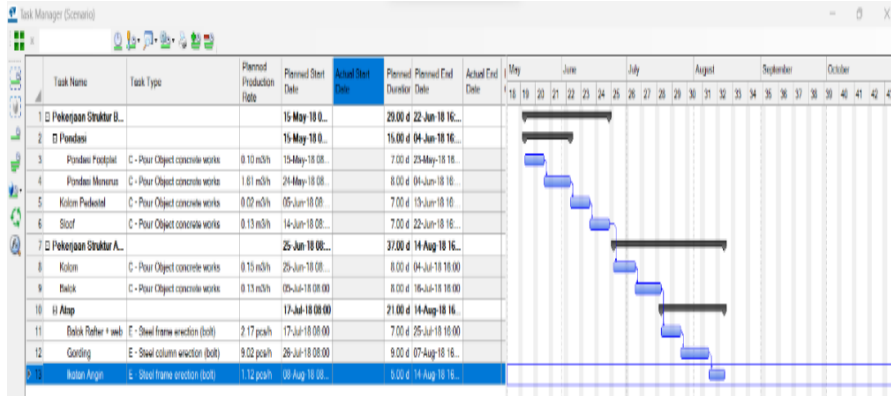 Task Manager (Scenario)
Task Name Task Type Planned Production Rate Planned Start Date Actual Start Date Planned Duration Planned End Date Actual End Date May June July August September October
18 19 20 21 22 23 24 25 26 27 28 29 30 31 32 33 34 35 36 37 38 39 40 41 42
1 Pekerjaan Struktur B... 15-May-18 0... 29.00 d 22-Jun-18 16:...
2 Pondasi 15-May-18 0... 15.00 d 04-Jun-18 16:...
3 Pondasi Footplat C - Pour Object concrete works 0.10 m3/h 15-May-18 08... 7.00 d 23-May-18 16...
4 Pondasi Menerus C - Pour Object concrete works 1.61 m3/h 24-May-18 08... 8.00 d 04-Jun-18 16:...
5 Kolom Pedestal C - Pour Object concrete works 0.02 m3/h 05-Jun-18 08:... 7.00 d 13-Jun-18 16:...
6 Sloof C - Pour Object concrete works 0.13 m3/h 14-Jun-18 08:... 7.00 d 22-Jun-18 16:...
7 Pekerjaan Struktur A... 25-Jun-18 08:... 37.00 d 14-Aug-18 16...
8 Kolom C - Pour Object concrete works 0.15 m3/h 25-Jun-18 08:... 8.00 d 04-Jul-18 16:00
9 Balok C - Pour Object concrete works 0.13 m3/h 05-Jul-18 08:00 8.00 d 16-Jul-18 16:00
10 Atap 17-Jul-18 08:00 21.00 d 14-Aug-18 16...
11 Balok Rafter + web E - Steel frame erection (bolt) 2.17 pcs/h 17-Jul-18 08:00 7.00 d 25-Jul-18 16:00
12 Gording E - Steel column erection (bolt) 9.02 pcs/h 26-Jul-18 08:00 9.00 d 07-Aug-18 16...
13 Ikatan Angin E - Steel frame erection (bolt) 1.12 pcs/h 08-Aug-18 08... 5.00 d 14-Aug-18 16...